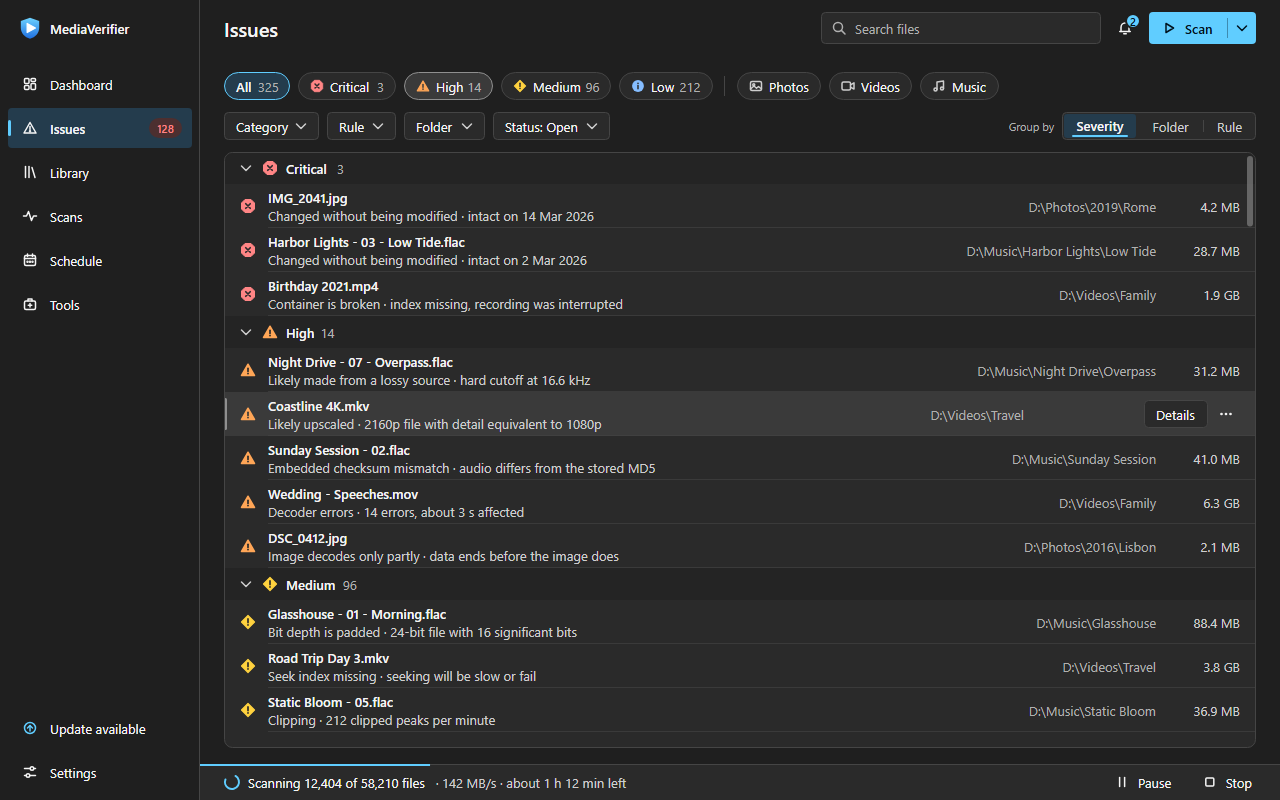 MediaVerifier
Issues
Search files
2
Scan
Dashboard
Issues 128
Library
Scans
Schedule
Tools
Update available
Settings
All 325
Critical 3
High 14
Medium 96
Low 212
Photos
Videos
Music
Category
Rule
Folder
Status: Open
Group by
Severity
Folder
Rule
Critical 3
IMG_2041.jpg
Changed without being modified · intact on 14 Mar 2026
D:\Photos\2019\Rome 4.2 MB
Harbor Lights - 03 - Low Tide.flac
Changed without being modified · intact on 2 Mar 2026
D:\Music\Harbor Lights\Low Tide 28.7 MB
Birthday 2021.mp4
Container is broken · index missing, recording was interrupted
D:\Videos\Family 1.9 GB
High 14
Night Drive - 07 - Overpass.flac
Likely made from a lossy source · hard cutoff at 16.6 kHz
D:\Music\Night Drive\Overpass 31.2 MB
Coastline 4K.mkv
Likely upscaled · 2160p file with detail equivalent to 1080p
D:\Videos\Travel Details
Sunday Session - 02.flac
Embedded checksum mismatch · audio differs from the stored MD5
D:\Music\Sunday Session 41.0 MB
Wedding - Speeches.mov
Decoder errors · 14 errors, about 3 s affected
D:\Videos\Family 6.3 GB
DSC_0412.jpg
Image decodes only partly · data ends before the image does
D:\Photos\2016\Lisbon 2.1 MB
Medium 96
Glasshouse - 01 - Morning.flac
Bit depth is padded · 24-bit file with 16 significant bits
D:\Music\Glasshouse 88.4 MB
Road Trip Day 3.mkv
Seek index missing · seeking will be slow or fail
D:\Videos\Travel 3.8 GB
Static Bloom - 05.flac
Clipping · 212 clipped peaks per minute
D:\Music\Static Bloom 36.9 MB
Scanning 12,404 of 58,210 files · 142 MB/s · about 1 h 12 min left
Pause
Stop